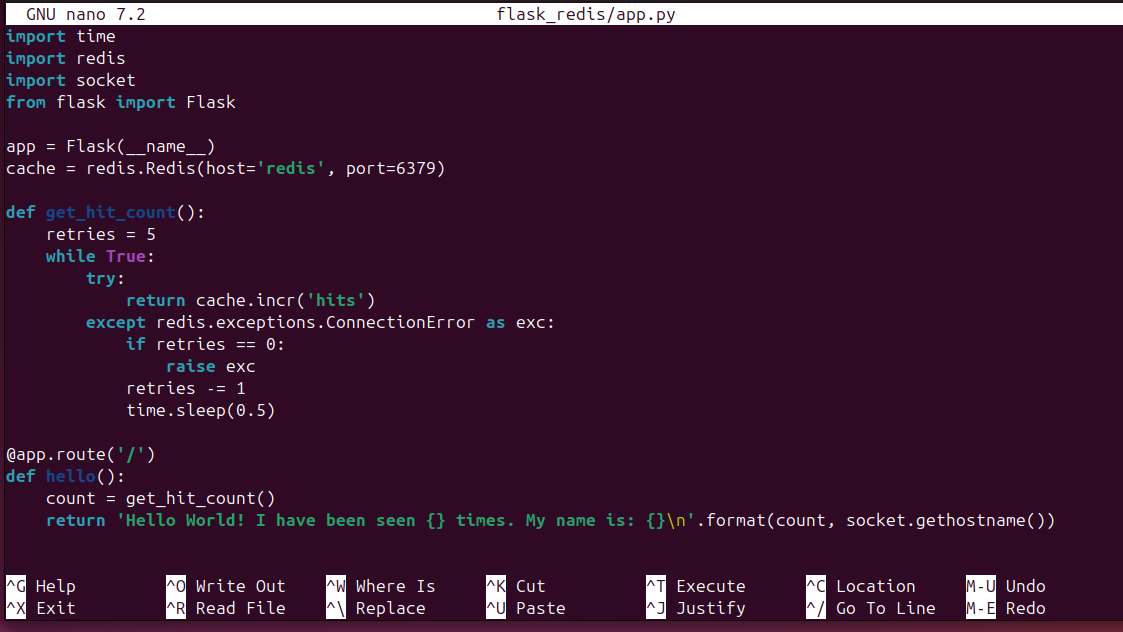 GNU nano 7.2 flask_redis/app.py
import time
import redis
import socket
from flask import Flask

app = Flask(__name__)
cache = redis.Redis(host='redis', port=6379)

def get_hit_count():
    retries = 5
    while True:
        try:
            return cache.incr('hits')
        except redis.exceptions.ConnectionError as exc:
            if retries == 0:
                raise exc
            retries -= 1
            time.sleep(0.5)

@app.route('/')
def hello():
    count = get_hit_count()
    return 'Hello World! I have been seen {} times. My name is: {}\n'.format(count, socket.gethostname())

^G Help ^O Write Out ^W Where Is ^K Cut ^T Execute ^C Location M-U Undo
^X Exit ^R Read File ^\ Replace ^U Paste ^J Justify ^/ Go To Line M-E Redo